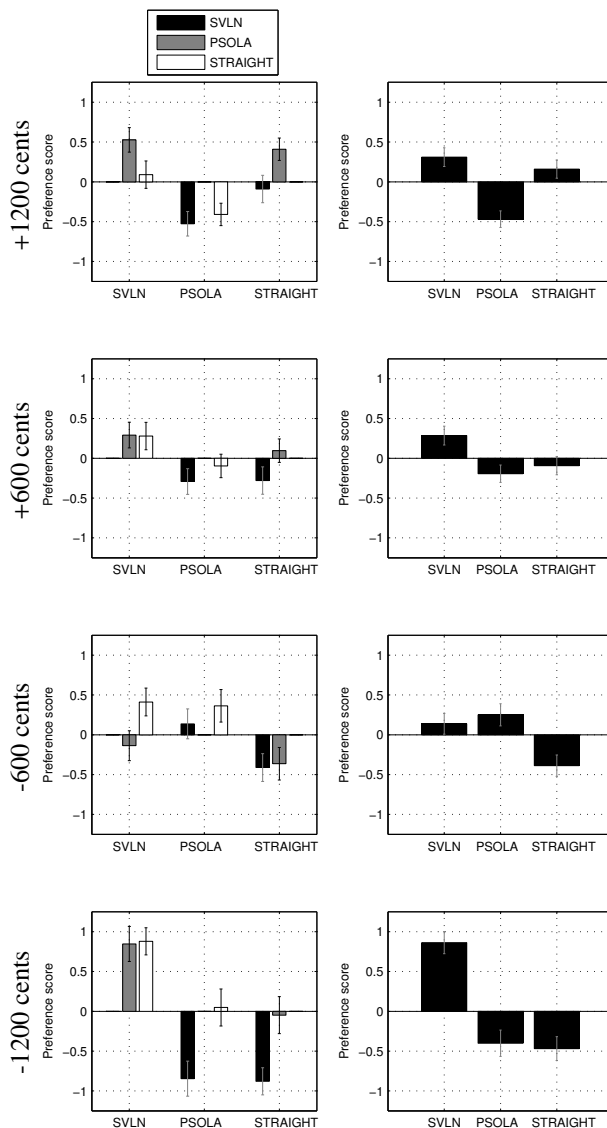 SVLN
PSOLA
STRAIGHT
+1200 cents
Preference score
1
0.5
0
−0.5
−1
SVLN PSOLA STRAIGHT
Preference score
1
0.5
0
−0.5
−1
SVLN PSOLA STRAIGHT
+600 cents
Preference score
1
0.5
0
−0.5
−1
SVLN PSOLA STRAIGHT
Preference score
1
0.5
0
−0.5
−1
SVLN PSOLA STRAIGHT
-600 cents
Preference score
1
0.5
0
−0.5
−1
SVLN PSOLA STRAIGHT
Preference score
1
0.5
0
−0.5
−1
SVLN PSOLA STRAIGHT
-1200 cents
Preference score
1
0.5
0
−0.5
−1
SVLN PSOLA STRAIGHT
Preference score
1
0.5
0
−0.5
−1
SVLN PSOLA STRAIGHT